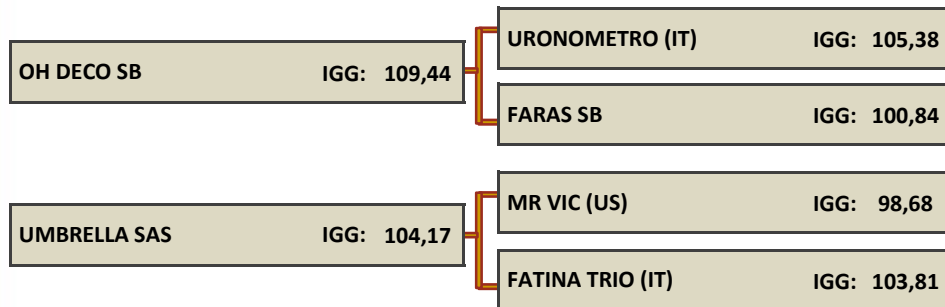 OH DECO SB IGG: 109,44
URONOMETRO (IT) IGG: 105,38
FARAS SB IGG: 100,84
UMBRELLA SAS IGG: 104,17
MR VIC (US) IGG: 98,68
FATINA TRIO (IT) IGG: 103,81